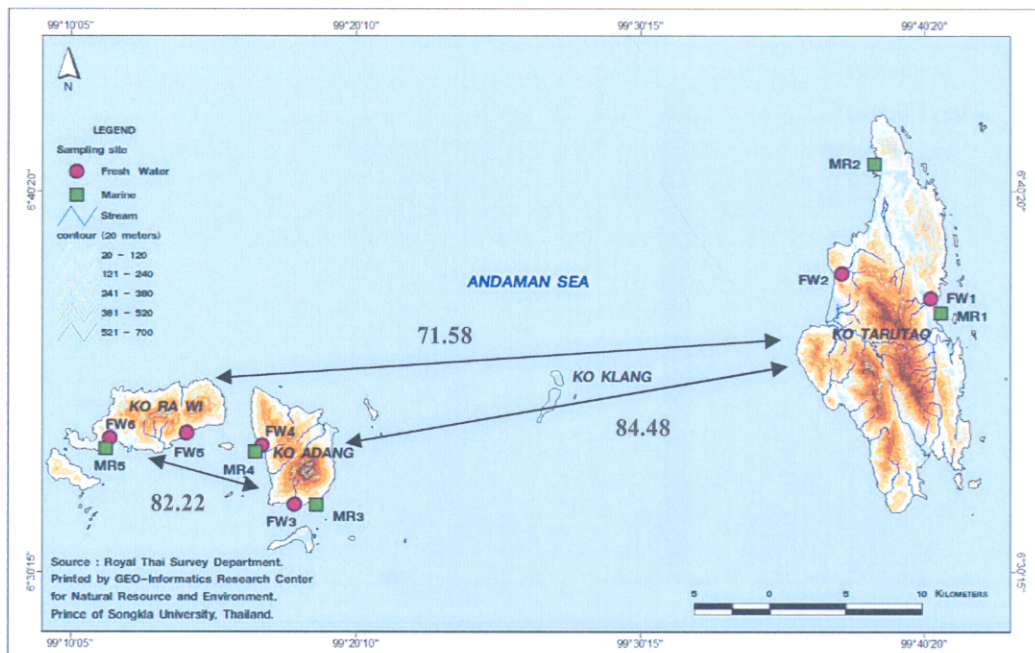 99°10'05"
99°20'10"
99°30'15"
99°40'20"
N
LEGEND
Sampling site
Fresh Water
Marine
Stream
contour (20 meters)
20 - 120
121 - 240
241 - 380
381 - 520
521 - 700
6°40'20"
6°40'20"
MR2
FW2
FW1
MR1
KO TARUTAO
ANDAMAN SEA
71.58
KO KLANG
84.48
KO RA WI
FW6
FW5
MR5
FW4
KO ADANG
MR4
82.22
FW3
MR3
6°30'15"
6°30'15"
Source : Royal Thai Survey Department.
Printed by GEO-Informatics Research Center
for Natural Resource and Environment.
Prince of Songkla University, Thailand.
5 0 5 10 KILOMETERS
99°10'05"
99°20'10"
99°30'15"
99°40'20"